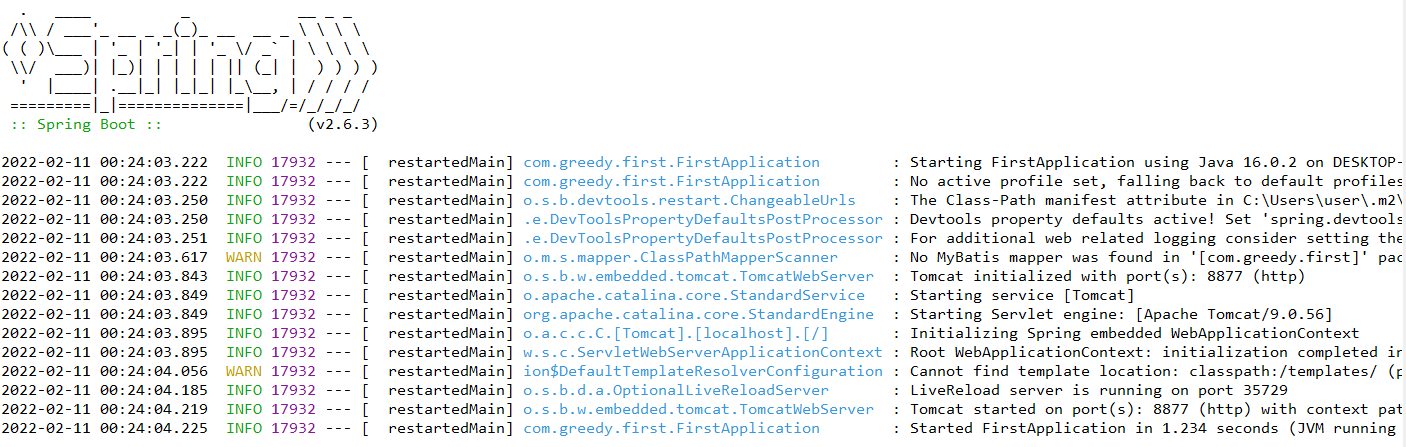 .   ____          _            __ _ _
 /\\ / ___'_ __ _ _(_)_ __  __ _ \ \ \ \
( ( )\___ | '_ | '_| | '_ \/ _` | \ \ \ \
 \\/  ___)| |_)| | | | | || (_| |  ) ) ) )
  '  |____| .__|_| |_|_| |_\__, | / / / /
 =========|_|==============|___/=/_/_/_/
 :: Spring Boot ::                (v2.6.3)
2022-02-11 00:24:03.222  INFO 17932 --- [  restartedMain] com.greedy.first.FirstApplication        : Starting FirstApplication using Java 16.0.2 on DESKTOP-
2022-02-11 00:24:03.222  INFO 17932 --- [  restartedMain] com.greedy.first.FirstApplication        : No active profile set, falling back to default profiles
2022-02-11 00:24:03.250  INFO 17932 --- [  restartedMain] o.s.b.devtools.restart.ChangeableUrls    : The Class-Path manifest attribute in C:\Users\user\.m2\
2022-02-11 00:24:03.250  INFO 17932 --- [  restartedMain] .e.DevToolsPropertyDefaultsPostProcessor : Devtools property defaults active! Set 'spring.devtools
2022-02-11 00:24:03.251  INFO 17932 --- [  restartedMain] .e.DevToolsPropertyDefaultsPostProcessor : For additional web related logging consider setting the
2022-02-11 00:24:03.617  WARN 17932 --- [  restartedMain] o.m.s.mapper.ClassPathMapperScanner      : No MyBatis mapper was found in '[com.greedy.first]' pac
2022-02-11 00:24:03.843  INFO 17932 --- [  restartedMain] o.s.b.w.embedded.tomcat.TomcatWebServer  : Tomcat initialized with port(s): 8877 (http)
2022-02-11 00:24:03.849  INFO 17932 --- [  restartedMain] o.apache.catalina.core.StandardService   : Starting service [Tomcat]
2022-02-11 00:24:03.849  INFO 17932 --- [  restartedMain] org.apache.catalina.core.StandardEngine  : Starting Servlet engine: [Apache Tomcat/9.0.56]
2022-02-11 00:24:03.895  INFO 17932 --- [  restartedMain] o.a.c.c.C.[Tomcat].[localhost].[/]       : Initializing Spring embedded WebApplicationContext
2022-02-11 00:24:03.895  INFO 17932 --- [  restartedMain] w.s.c.ServletWebServerApplicationContext : Root WebApplicationContext: initialization completed in
2022-02-11 00:24:04.056  WARN 17932 --- [  restartedMain] ion$DefaultTemplateResolverConfiguration : Cannot find template location: classpath:/templates/ (p
2022-02-11 00:24:04.185  INFO 17932 --- [  restartedMain] o.s.b.d.a.OptionalLiveReloadServer       : LiveReload server is running on port 35729
2022-02-11 00:24:04.219  INFO 17932 --- [  restartedMain] o.s.b.w.embedded.tomcat.TomcatWebServer  : Tomcat started on port(s): 8877 (http) with context pat
2022-02-11 00:24:04.225  INFO 17932 --- [  restartedMain] com.greedy.first.FirstApplication        : Started FirstApplication in 1.234 seconds (JVM running